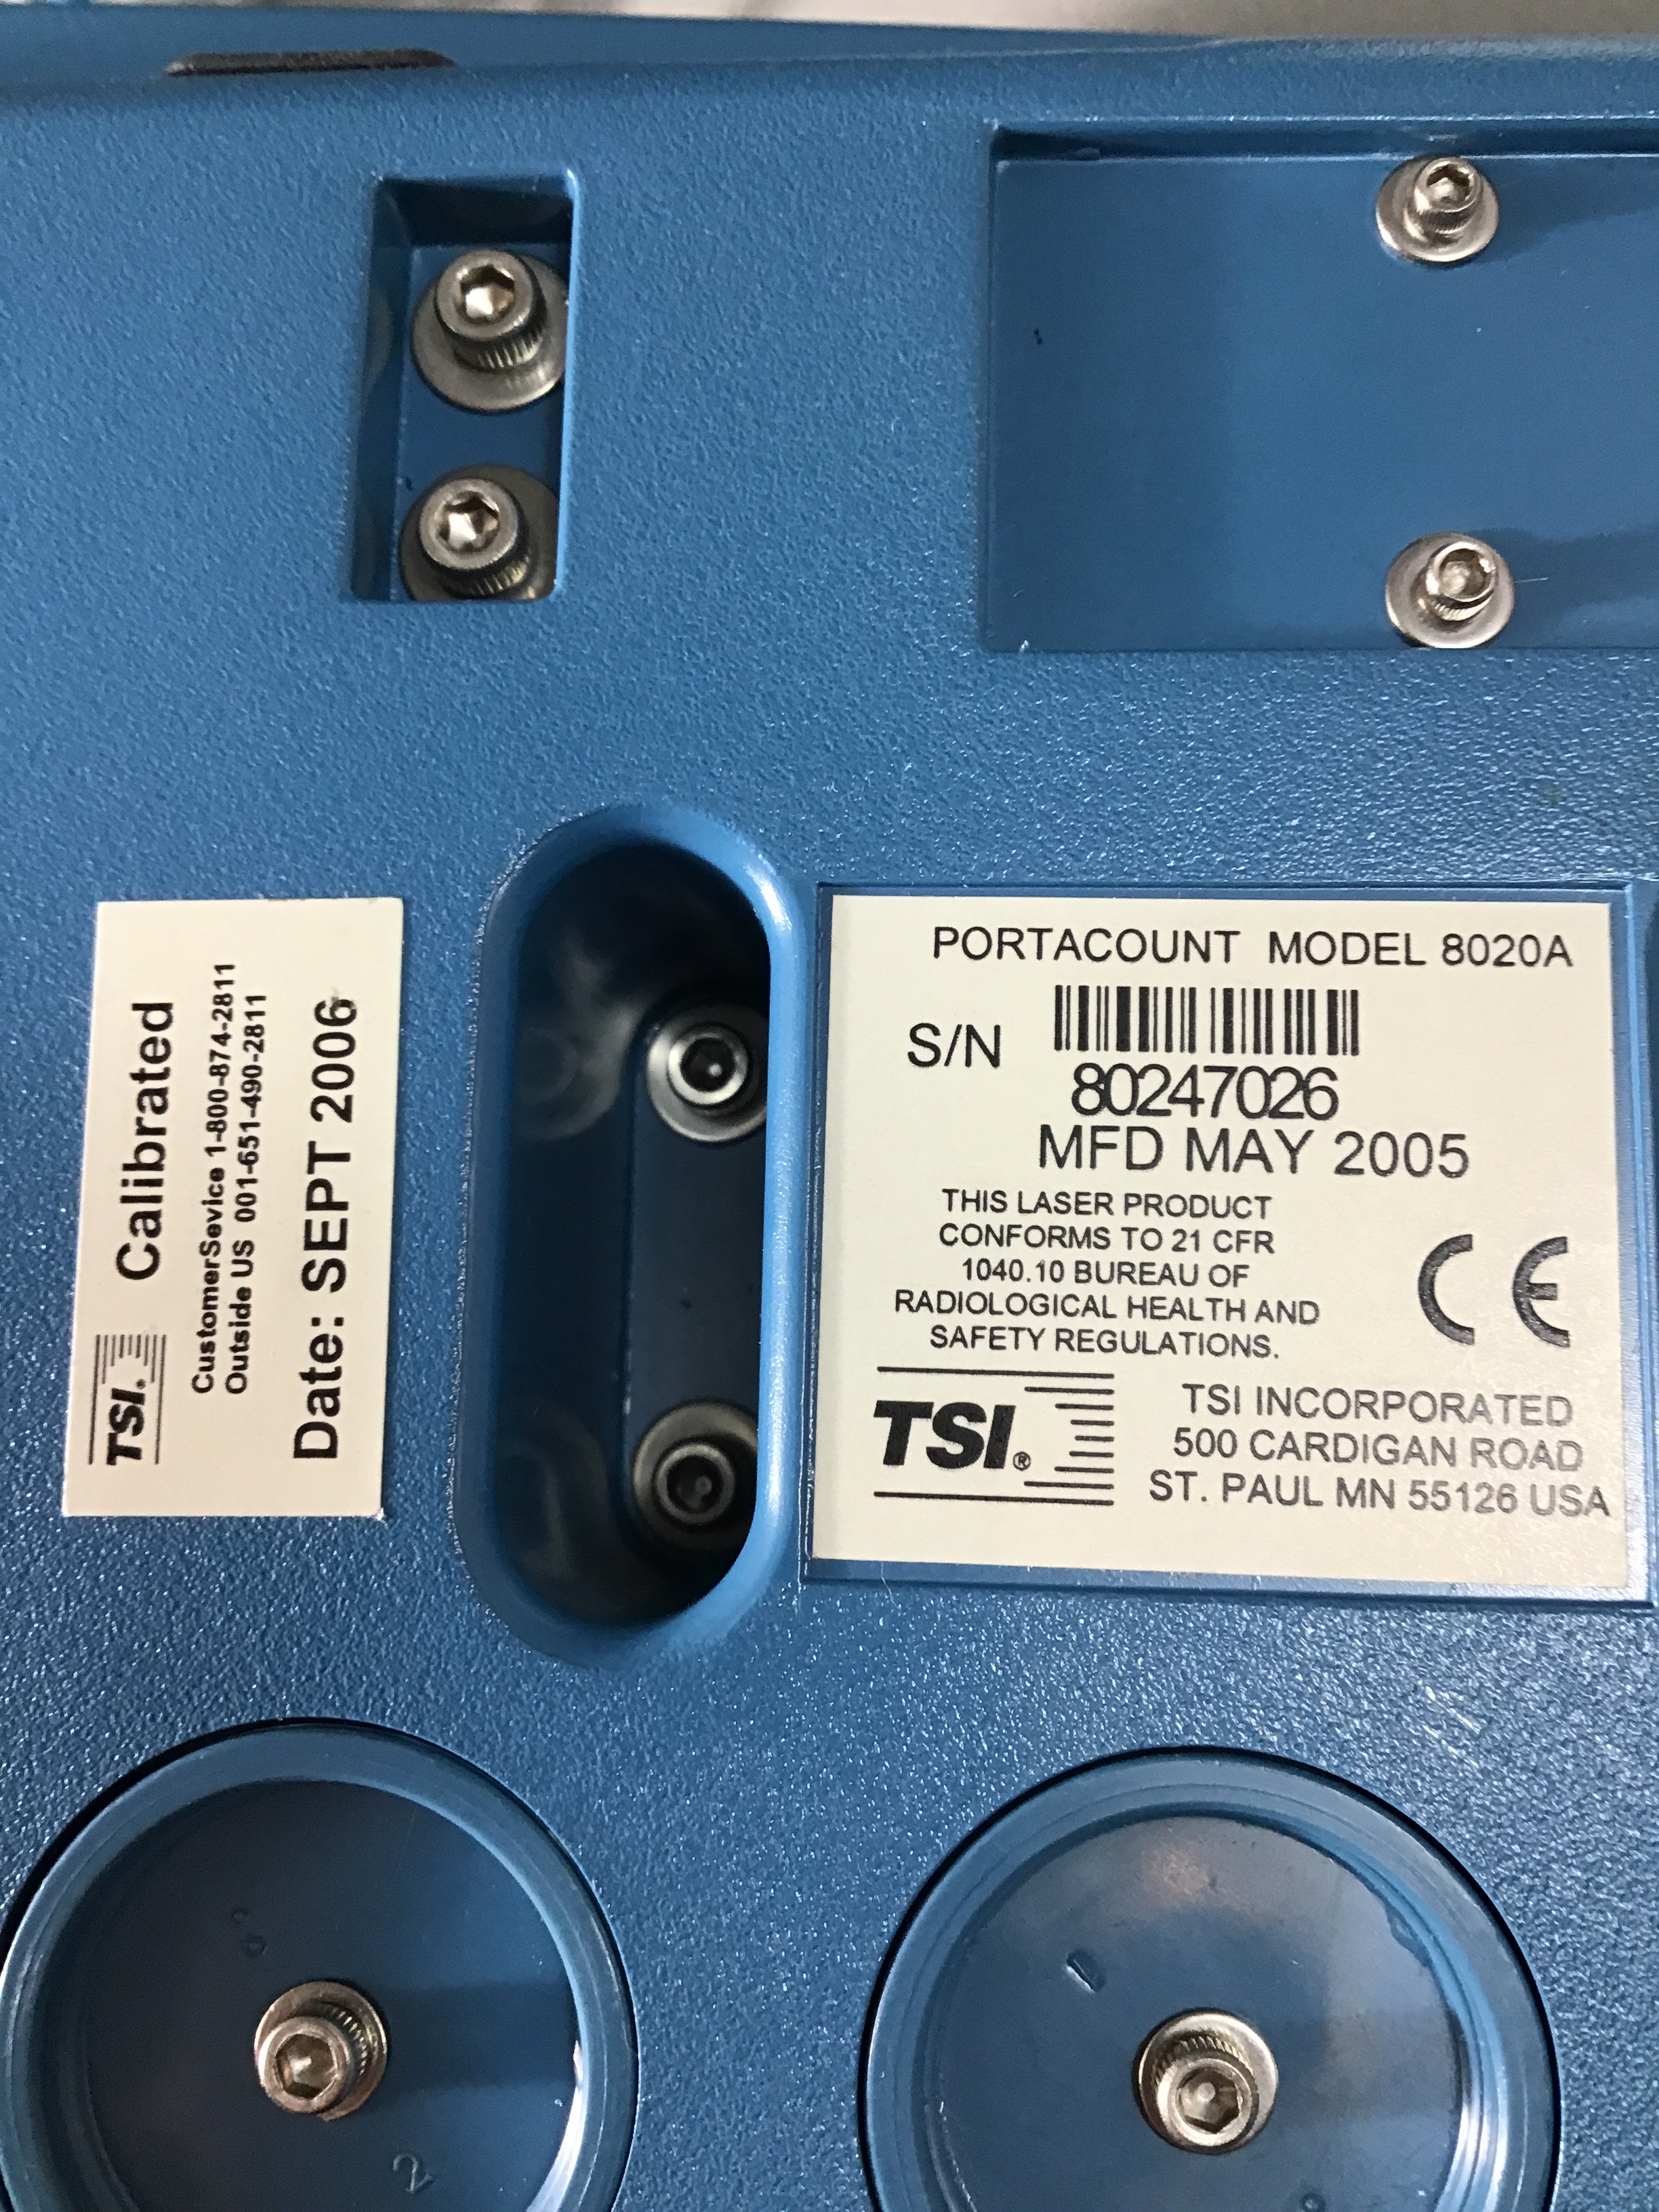 TSI® Calibrated
CustomerSevice 1-800-874-2811
Outside US 001-651-490-2811
Date: SEPT 2006
PORTACOUNT MODEL 8020A
S/N
80247026
MFD MAY 2005
THIS LASER PRODUCT
CONFORMS TO 21 CFR
1040.10 BUREAU OF
RADIOLOGICAL HEALTH AND
SAFETY REGULATIONS.
CE
TSI®
TSI INCORPORATED
500 CARDIGAN ROAD
ST. PAUL MN 55126 USA
2